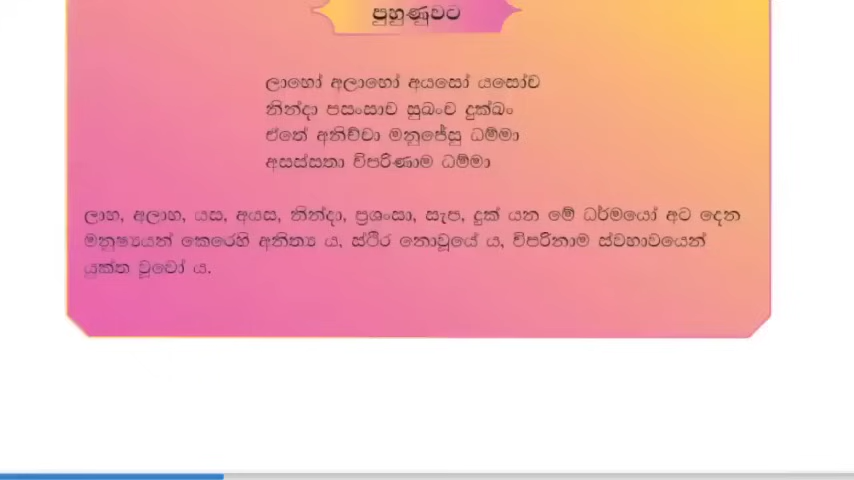 පුහුණුවට
ලාභෝ අලාභෝ අයසෝ යසෝච
නින්දා පසංසාච සුඛංච දුක්ඛං
ඒතේ අනිච්චා මනුජේසු ධම්මා
අසස්සතා විපරිණාම ධම්මා
ලාභ, අලාභ, යස, අයස, නින්දා, ප්‍රශංසා, සැප, දුක් යන මේ ධර්මයෝ අට දෙන
මනුෂ්‍යයන් කෙරෙහි අනිත්‍ය ය, ස්ථිර නොවූයේ ය, විපරිනාම ස්වභාවයෙන්
යුක්ත වූවෝ ය.